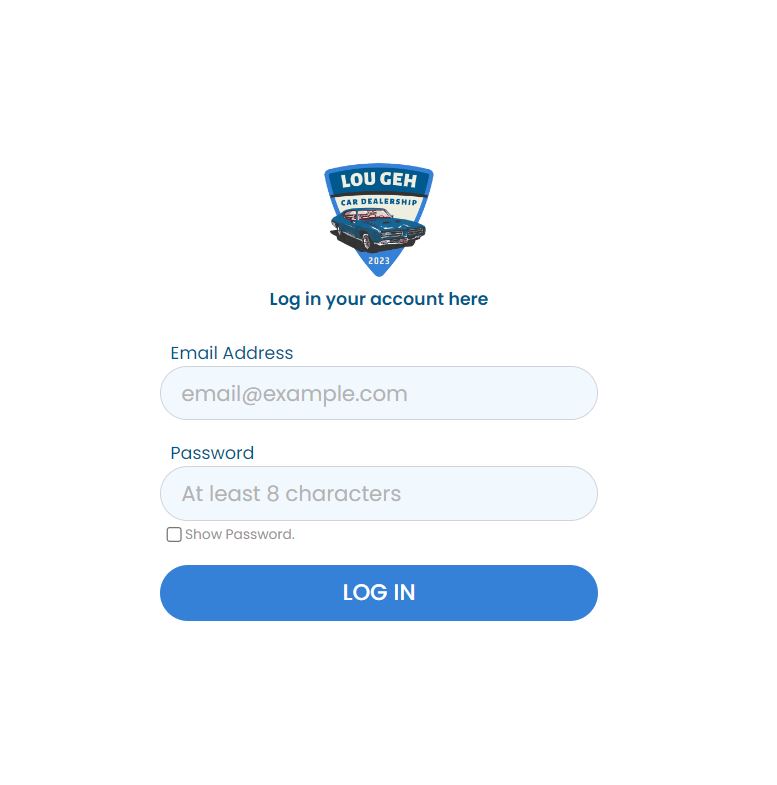 LOU GEH
CAR DEALERSHIP
2023
Log in your account here
Email Address
email@example.com
Password
At least 8 characters
Show Password.
LOG IN